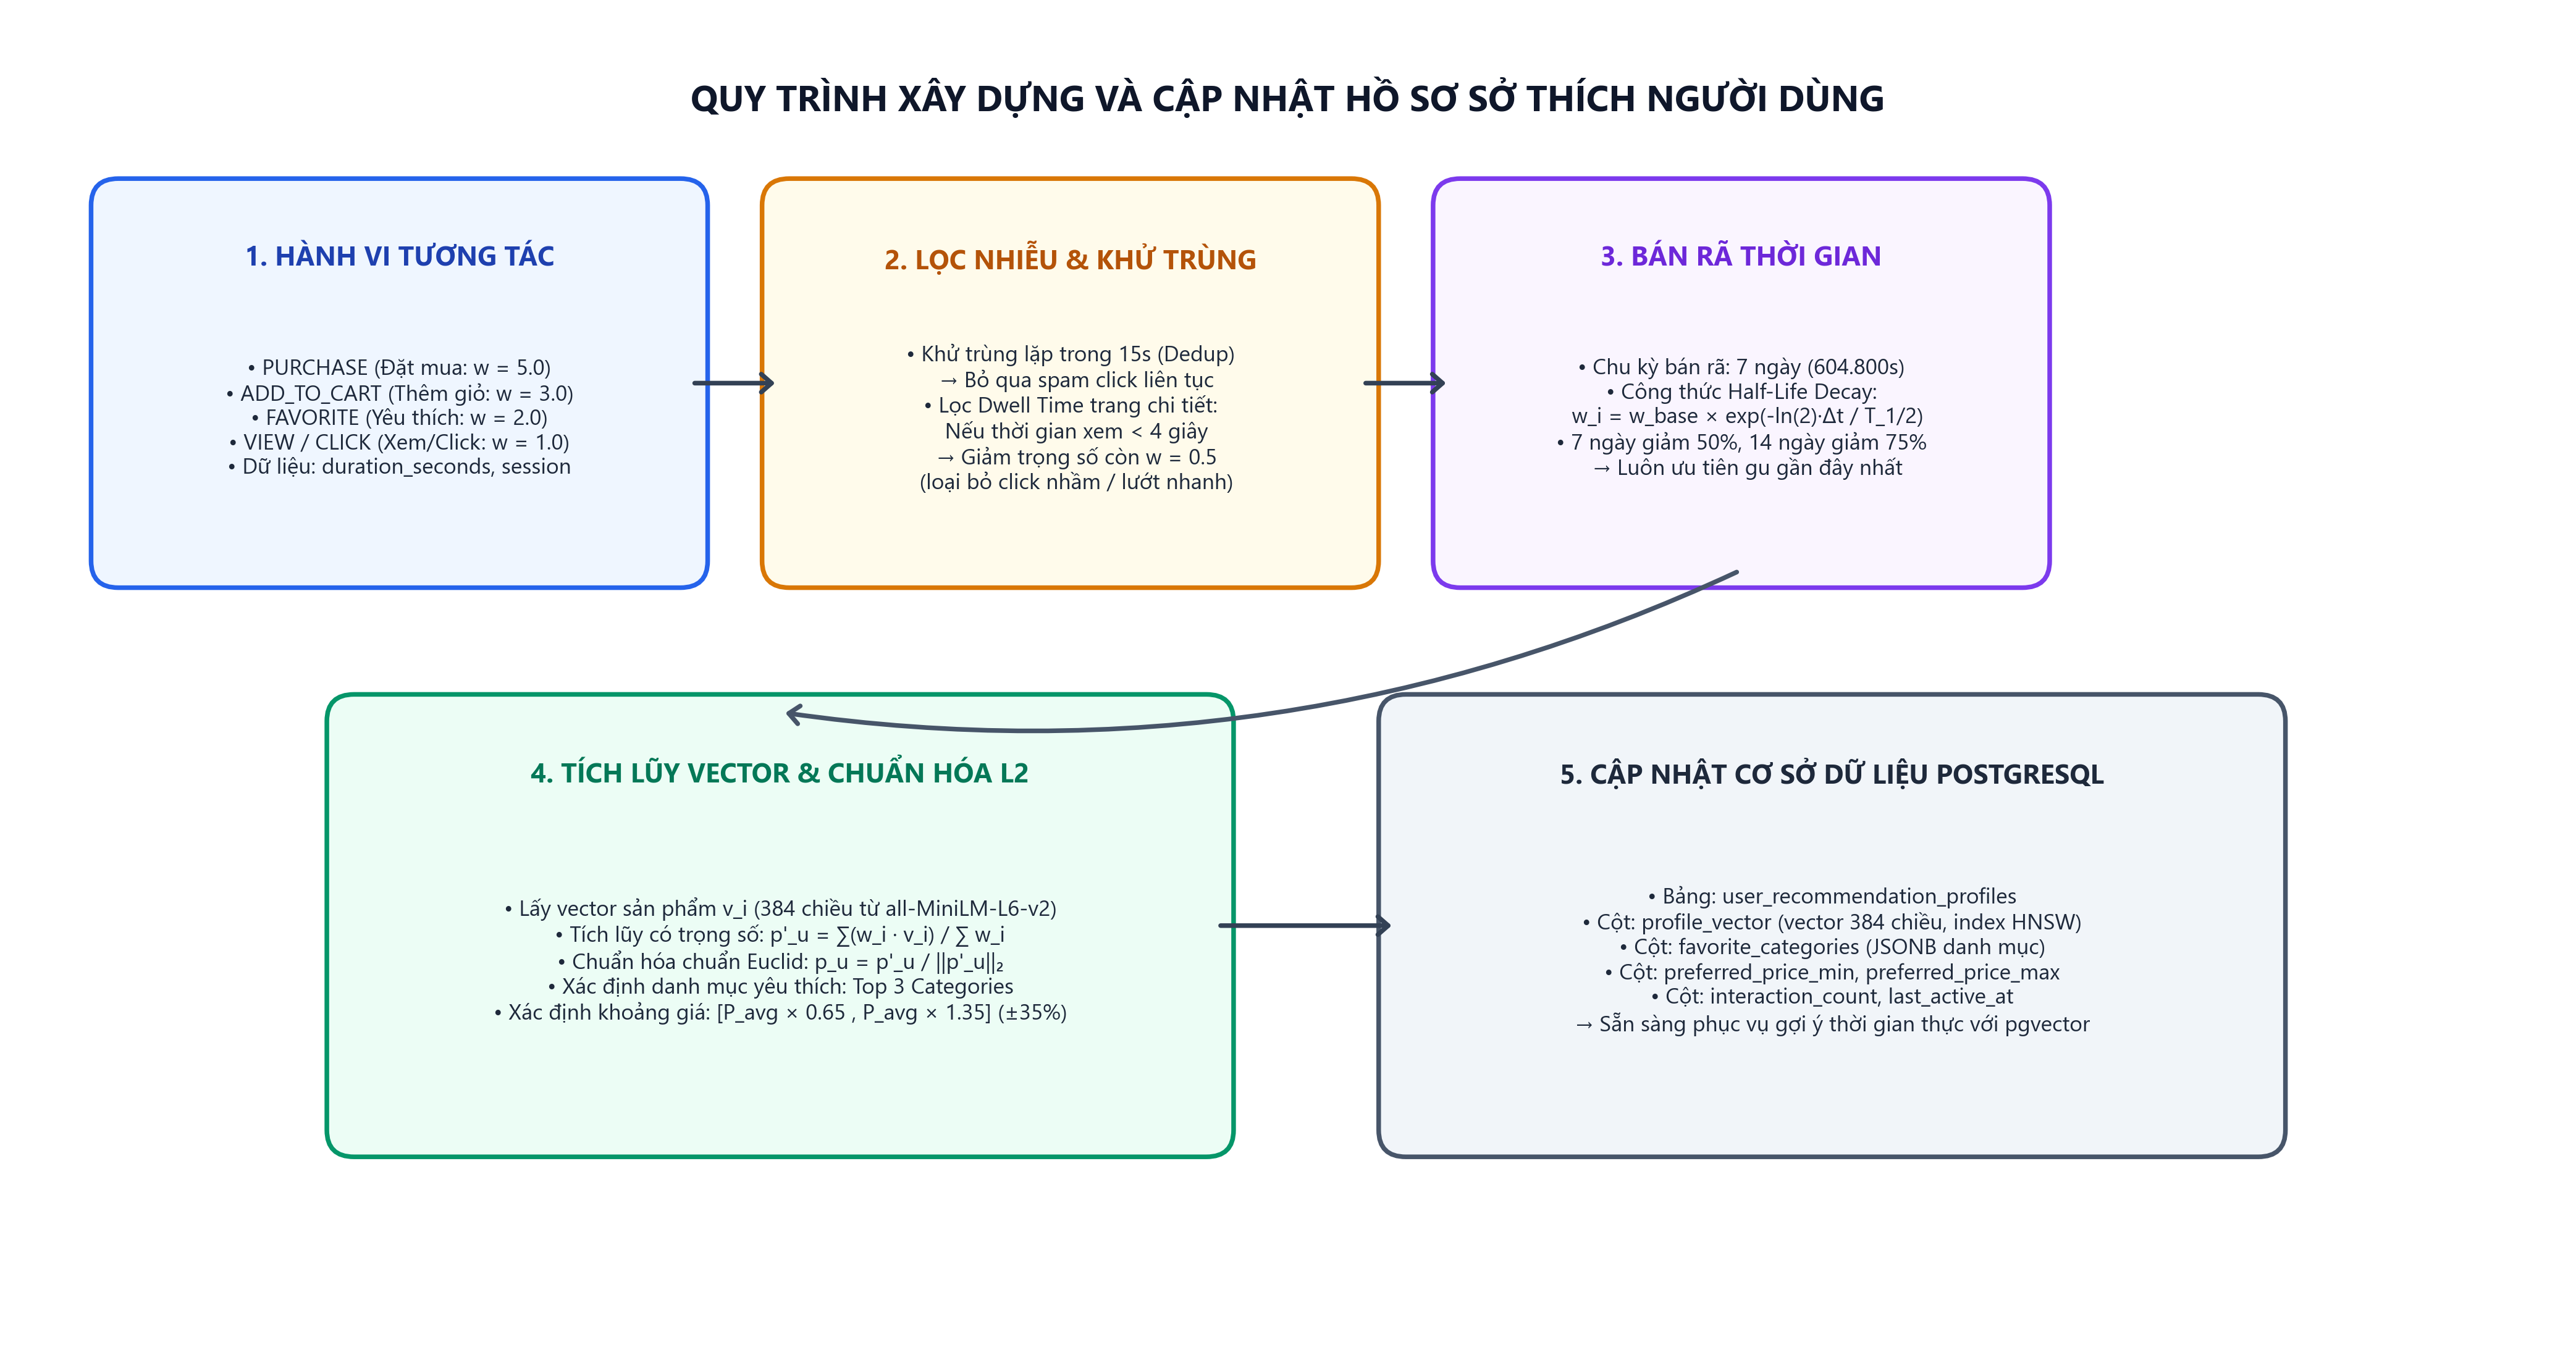 QUY TRÌNH XÂY DỰNG VÀ CẬP NHẬT HỒ SƠ SỞ THÍCH NGƯỜI DÙNG
1. HÀNH VI TƯƠNG TÁC
• PURCHASE (Đặt mua: w = 5.0)
• ADD_TO_CART (Thêm giỏ: w = 3.0)
• FAVORITE (Yêu thích: w = 2.0)
• VIEW / CLICK (Xem/Click: w = 1.0)
• Dữ liệu: duration_seconds, session
2. LỌC NHIỄU & KHỬ TRÙNG
• Khử trùng lặp trong 15s (Dedup)
→ Bỏ qua spam click liên tục
• Lọc Dwell Time trang chi tiết:
Nếu thời gian xem < 4 giây
→ Giảm trọng số còn w = 0.5
(loại bỏ click nhầm / lướt nhanh)
3. BÁN RÃ THỜI GIAN
• Chu kỳ bán rã: 7 ngày (604.800s)
• Công thức Half-Life Decay:
w_i = w_base × exp(-ln(2)·Δt / T_1/2)
• 7 ngày giảm 50%, 14 ngày giảm 75%
→ Luôn ưu tiên gu gần đây nhất
4. TÍCH LŨY VECTOR & CHUẨN HÓA L2
• Lấy vector sản phẩm v_i (384 chiều từ all-MiniLM-L6-v2)
• Tích lũy có trọng số: p'_u = ∑(w_i · v_i) / ∑ w_i
• Chuẩn hóa chuẩn Euclid: p_u = p'_u / ||p'_u||₂
• Xác định danh mục yêu thích: Top 3 Categories
• Xác định khoảng giá: [P_avg × 0.65 , P_avg × 1.35] (±35%)
5. CẬP NHẬT CƠ SỞ DỮ LIỆU POSTGRESQL
• Bảng: user_recommendation_profiles
• Cột: profile_vector (vector 384 chiều, index HNSW)
• Cột: favorite_categories (JSONB danh mục)
• Cột: preferred_price_min, preferred_price_max
• Cột: interaction_count, last_active_at
→ Sẵn sàng phục vụ gợi ý thời gian thực với pgvector